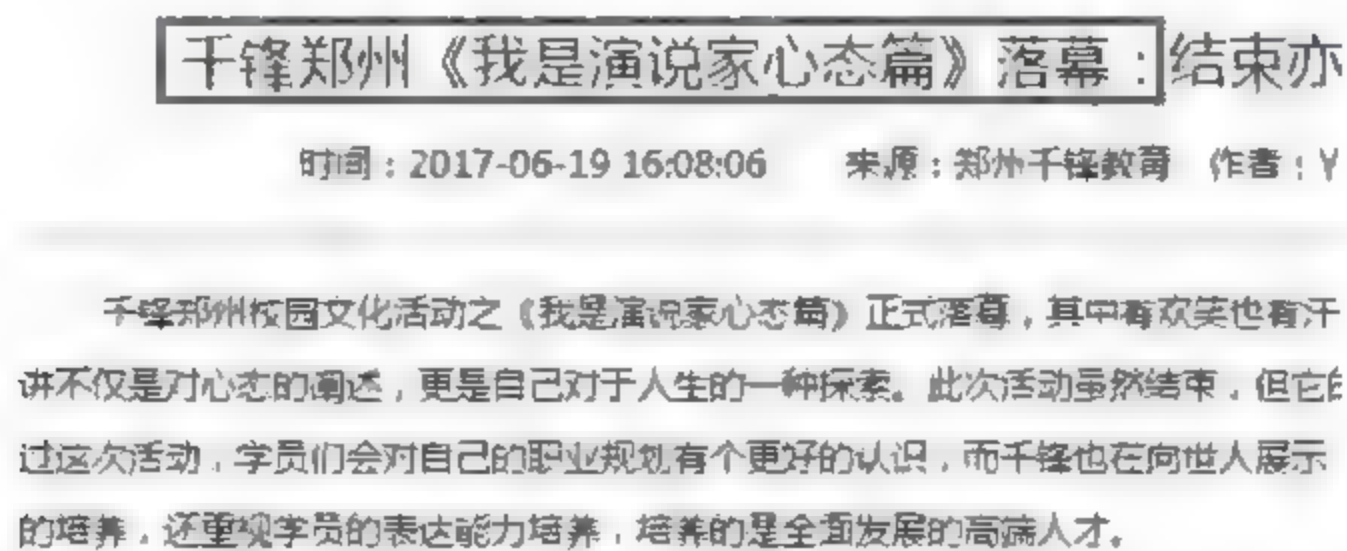 千锋郑州《我是演说家心态篇》落幕：结束亦
时间：2017-06-19 16:08:06 来源：郑州千锋教育 作者：Y
千锋郑州校园文化活动之《我是演说家心态篇》正式落幕，其中有欢笑也有汗
讲不仅是对心态的阐述，更是自己对于人生的一种探索。此次活动虽然结束，但它
过这次活动，学员们会对自己的职业规划有个更好的认识，而千锋也在向世人展示
的培养，还重视学员的表达能力培养，培养的是全面发展的高端人才。